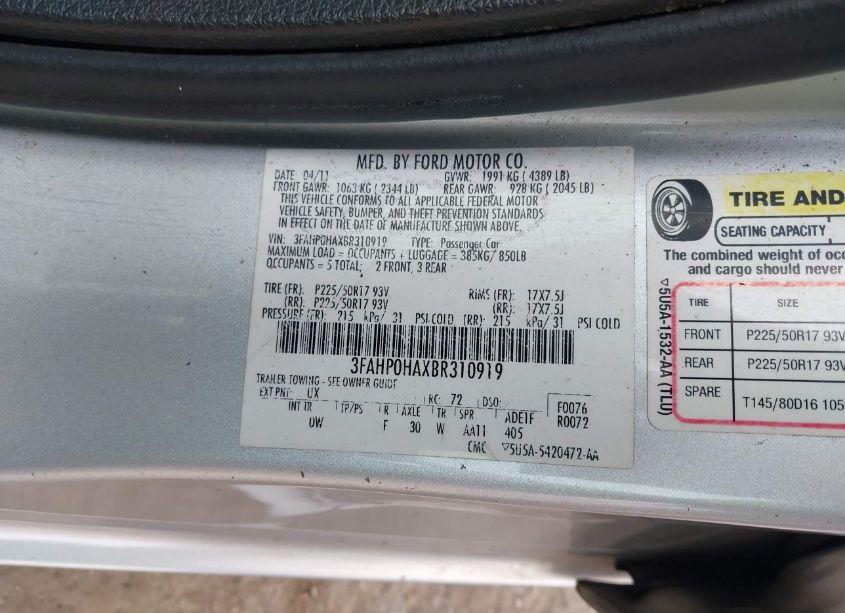 MFD. BY FORD MOTOR CO.
DATE 04/11 GVWR: 1991 KG ( 4389 LB)
FRONT GAWR: 1063 KG ( 2344 LB) REAR GAWR: 928 KG ( 2045 LB)
THIS VEHICLE CONFORMS TO ALL APPLICABLE FEDERAL MOTOR
VEHICLE SAFETY, BUMPER, AND THEFT PREVENTION STANDARDS
IN EFFECT ON THE DATE OF MANUFACTURE SHOWN ABOVE.
VIN: 3FAHP0HAXBR310919 TYPE: Passenger Car
MAXIMUM LOAD = OCCUPANTS + LUGGAGE = 385KG/ 850LB
OCCUPANTS = 5 TOTAL; 2 FRONT, 3 REAR
TIRE (FR): P225/50R17 93V RIMS (FR): 17X7.5J
(RR): P225/50R17 93V (RR): 17X7.5J
PRESSURE (FR): 215 kPa/ 31 PSI.COLD (RR): 215 kPa/ 31 PSI COLD
3FAHP0HAXBR310919
TRAILER TOWING - SEE OWNER GUIDE
EXT PNT: UX RC: 72 DSO: F0076
INT TR TP/PS R AXLE TR SPR ADE1F R0072
UW F 30 W AA11 405
CMC ▽5U5A-5420472-AA
TIRE AND
SEATING CAPACITY
The combined weight of occ
and cargo should never
TIRE SIZE
FRONT P225/50R17 93V
REAR P225/50R17 93V
SPARE T145/80D16 105
▽5U5A-1532-AA (TLU)